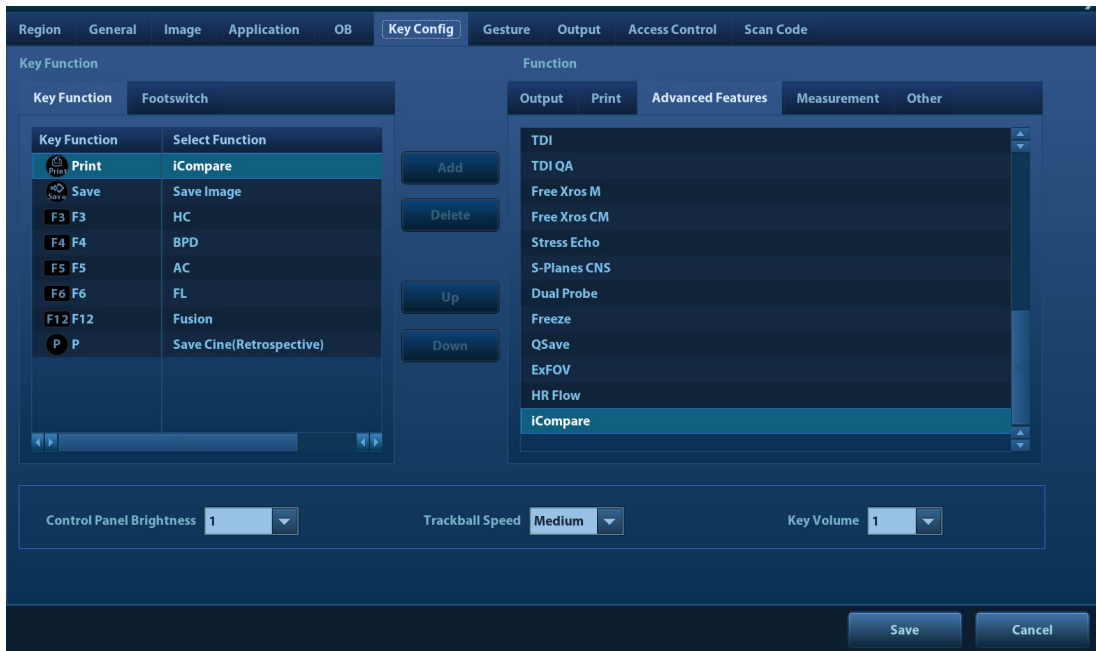 Region General Image Application OB Key Config Gesture Output Access Control Scan Code
Key Function Function
Key Function Footswitch
Output Print Advanced Features Measurement Other
Key Function Select Function
Print Print iCompare
Save Save Save Image
F3 F3 HC
F4 F4 BPD
F5 F5 AC
F6 F6 FL
F12 F12 Fusion
P P Save Cine(Retrospective)
Add
Delete
Up
Down
TDI
TDI QA
Free Xros M
Free Xros CM
Stress Echo
S-Planes CNS
Dual Probe
Freeze
QSave
ExFOV
HR Flow
iCompare
Control Panel Brightness 1 Trackball Speed Medium Key Volume 1
Save Cancel